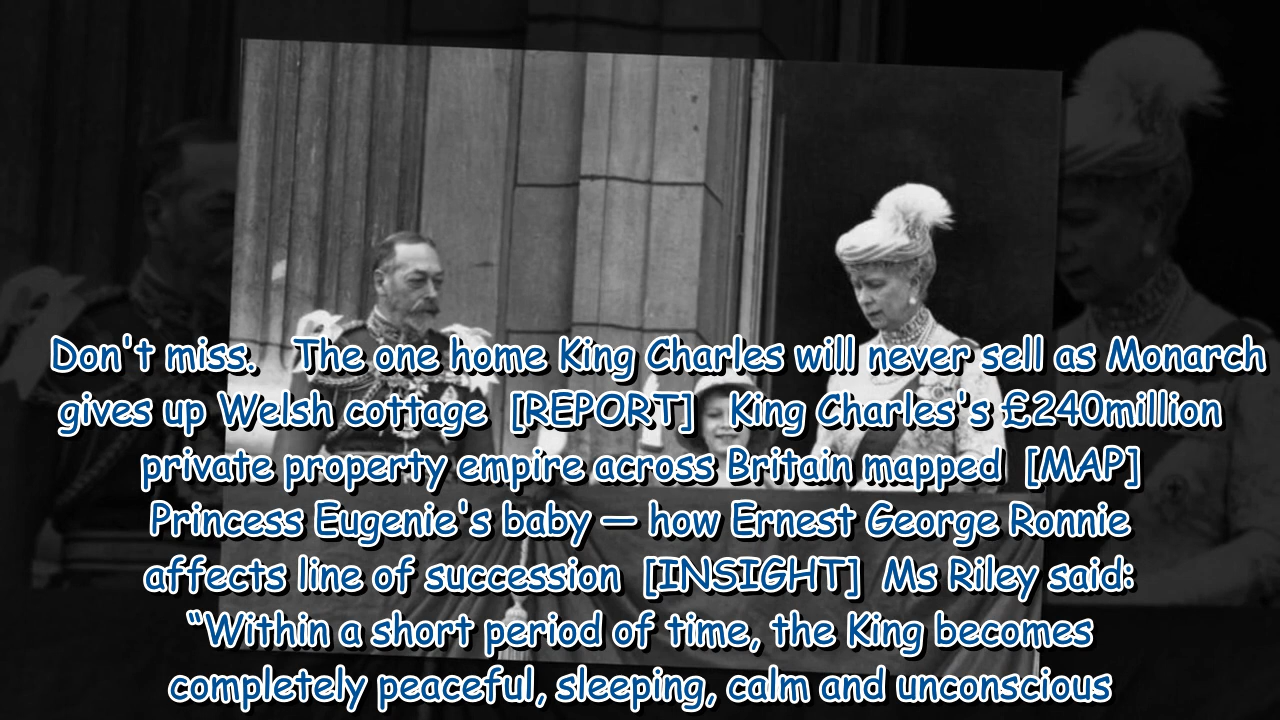 Don't miss.   The one home King Charles will never sell as Monarch
gives up Welsh cottage  [REPORT]   King Charles's £240million
private property empire across Britain mapped  [MAP]
Princess Eugenie's baby — how Ernest George Ronnie
affects line of succession  [INSIGHT]  Ms Riley said:
“Within a short period of time, the King becomes
completely peaceful, sleeping, calm and unconscious